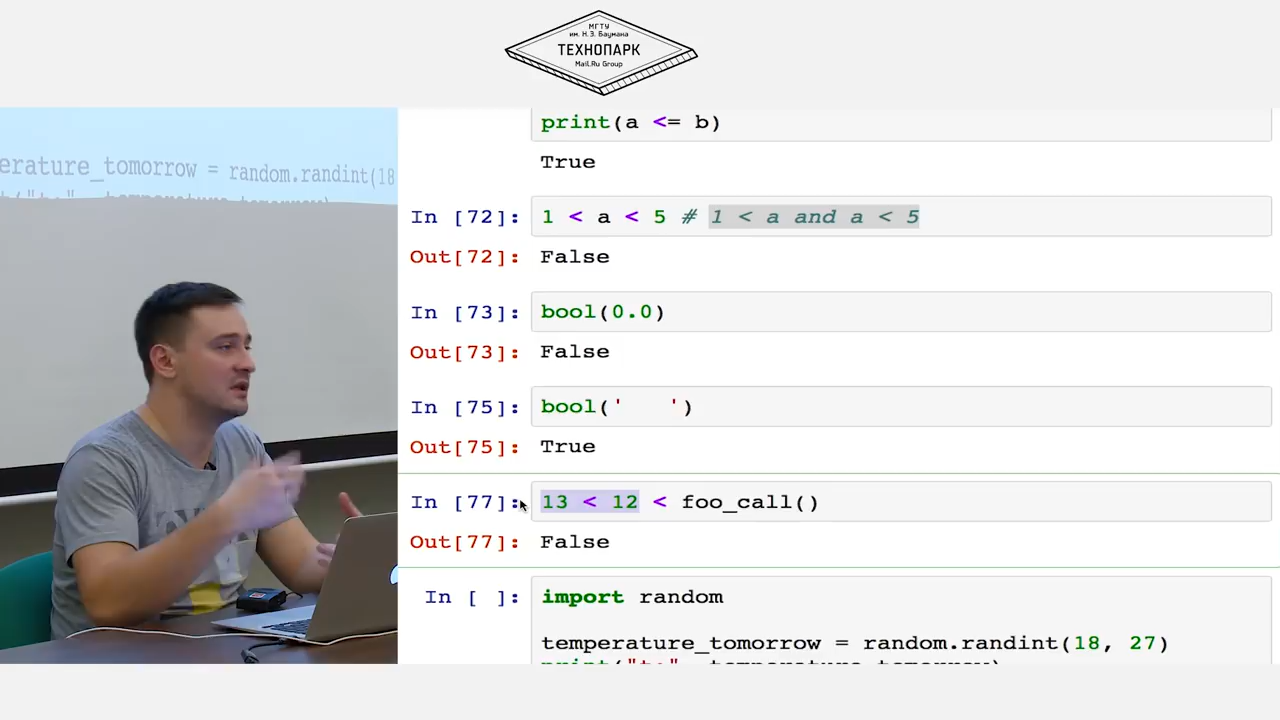 МГТУ
им. Н.Э. Баумана
ТЕХНОПАРК
Mail.Ru Group
erature_tomorrow = random.randint(18
print(a <= b)
True
In [72]: 1 < a < 5 # 1 < a and a < 5
Out[72]: False
In [73]: bool(0.0)
Out[73]: False
In [75]: bool('   ')
Out[75]: True
In [77]: 13 < 12 < foo_call()
Out[77]: False
In [ ]: import random
temperature_tomorrow = random.randint(18, 27)